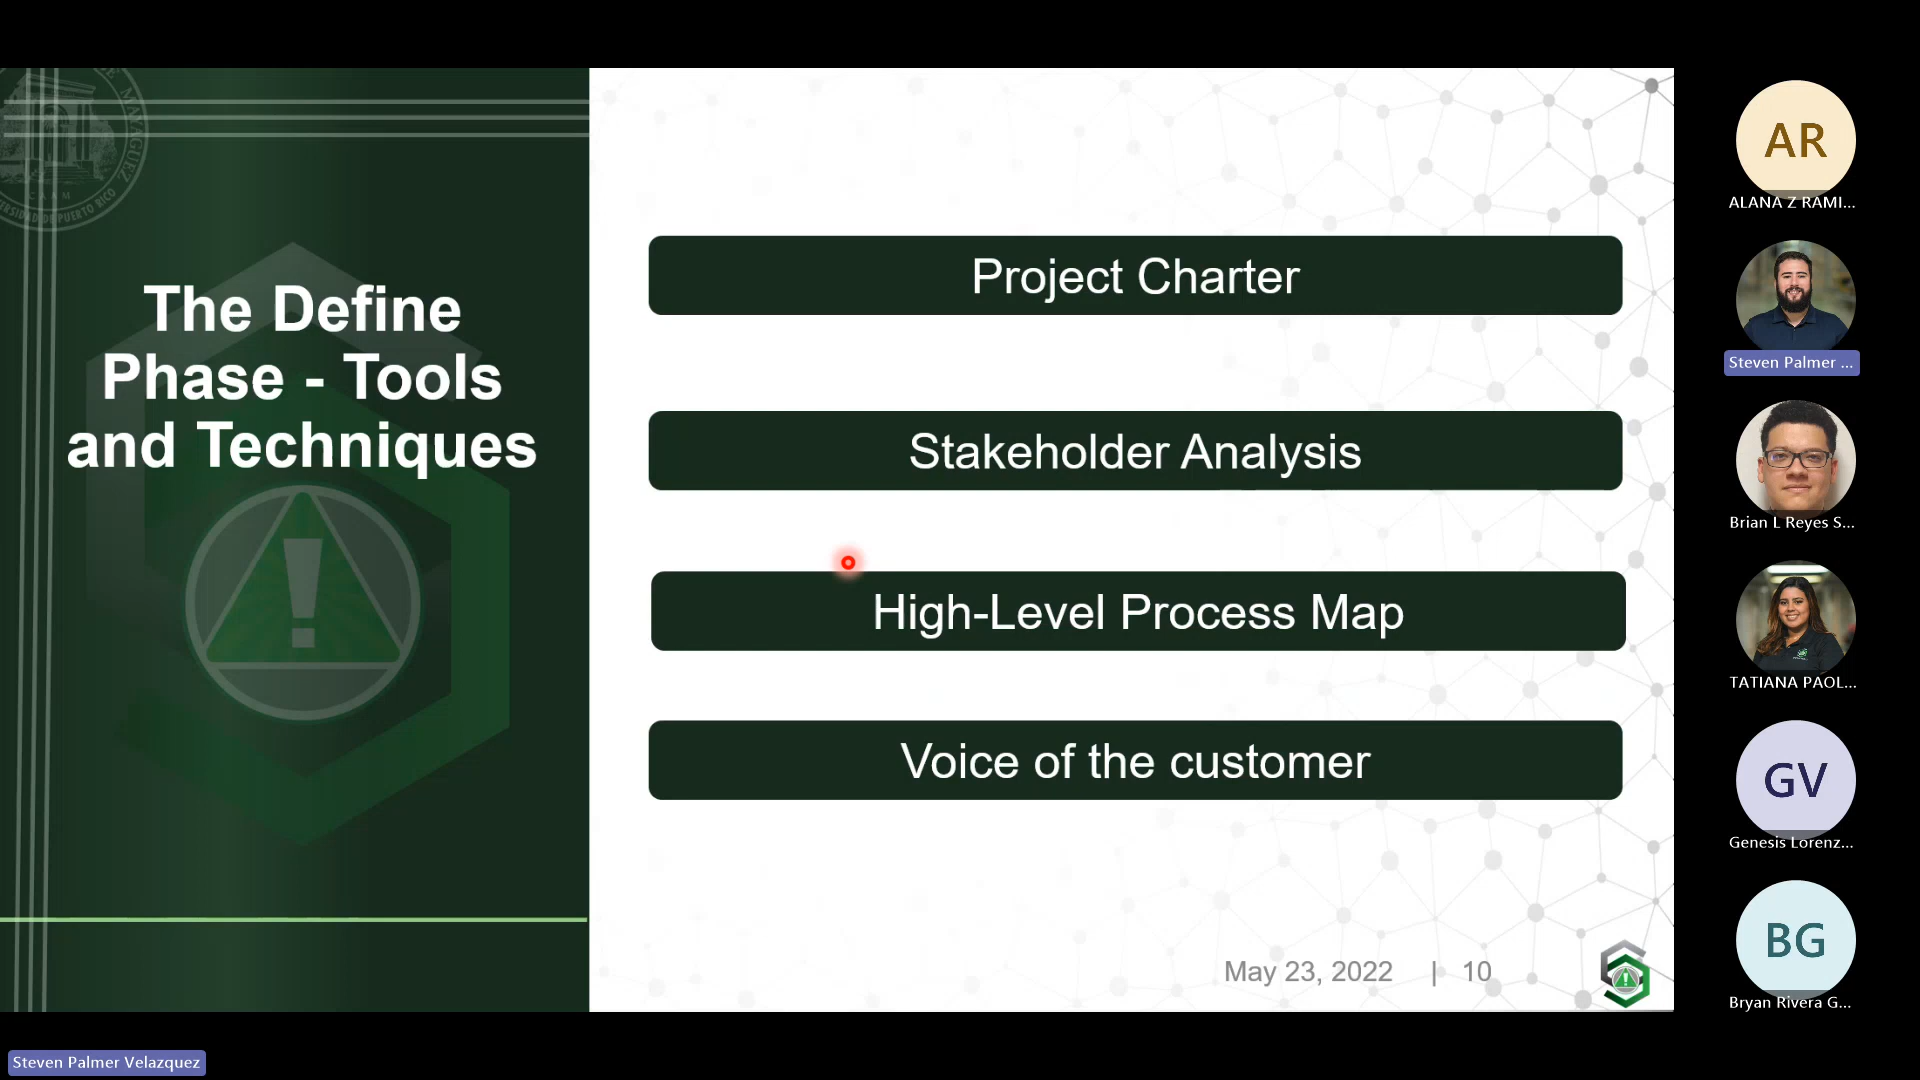 The Define
Phase - Tools
and Techniques
Project Charter
Stakeholder Analysis
High-Level Process Map
Voice of the customer
May 23, 2022 | 10
AR
ALANA Z RAMI...
Steven Palmer ...
Brian L Reyes S...
TATIANA PAOL...
GV
Genesis Lorenz...
BG
Bryan Rivera G...
Steven Palmer Velazquez